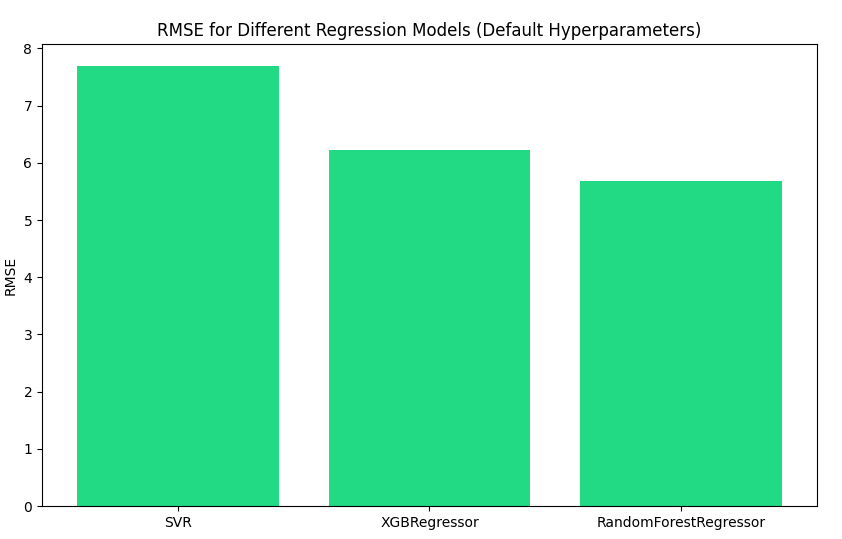 RMSE for Different Regression Models (Default Hyperparameters)
8
7
6
5
4
3
2
1
0
RMSE
SVR
XGBRegressor
RandomForestRegressor